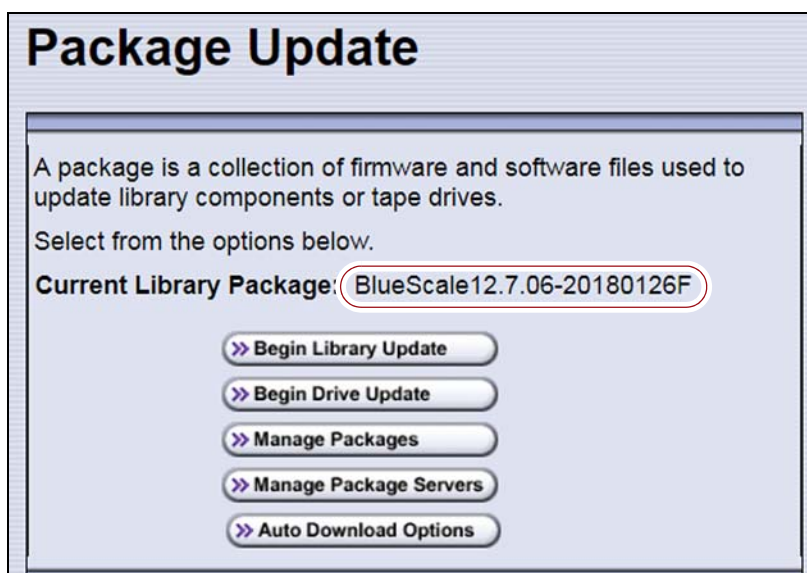 Package Update
A package is a collection of firmware and software files used to
update library components or tape drives.
Select from the options below.
Current Library Package: BlueScale12.7.06-20180126F
Begin Library Update
Begin Drive Update
Manage Packages
Manage Package Servers
Auto Download Options